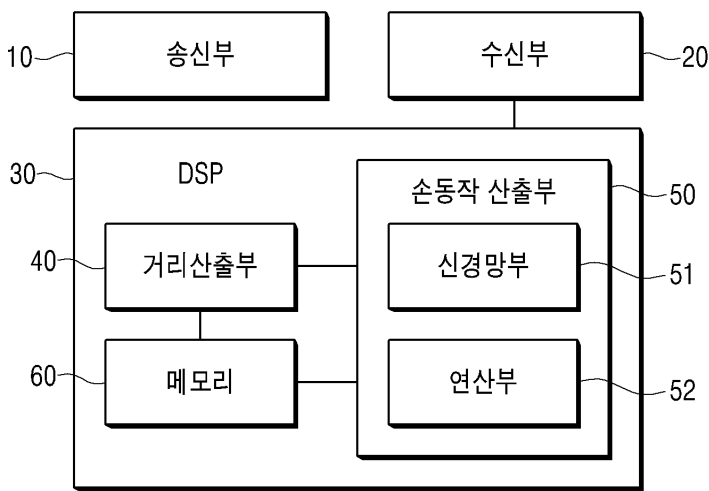 10
송신부
수신부
20
30
DSP
손동작 산출부
50
40
거리산출부
신경망부
51
60
메모리
연산부
52